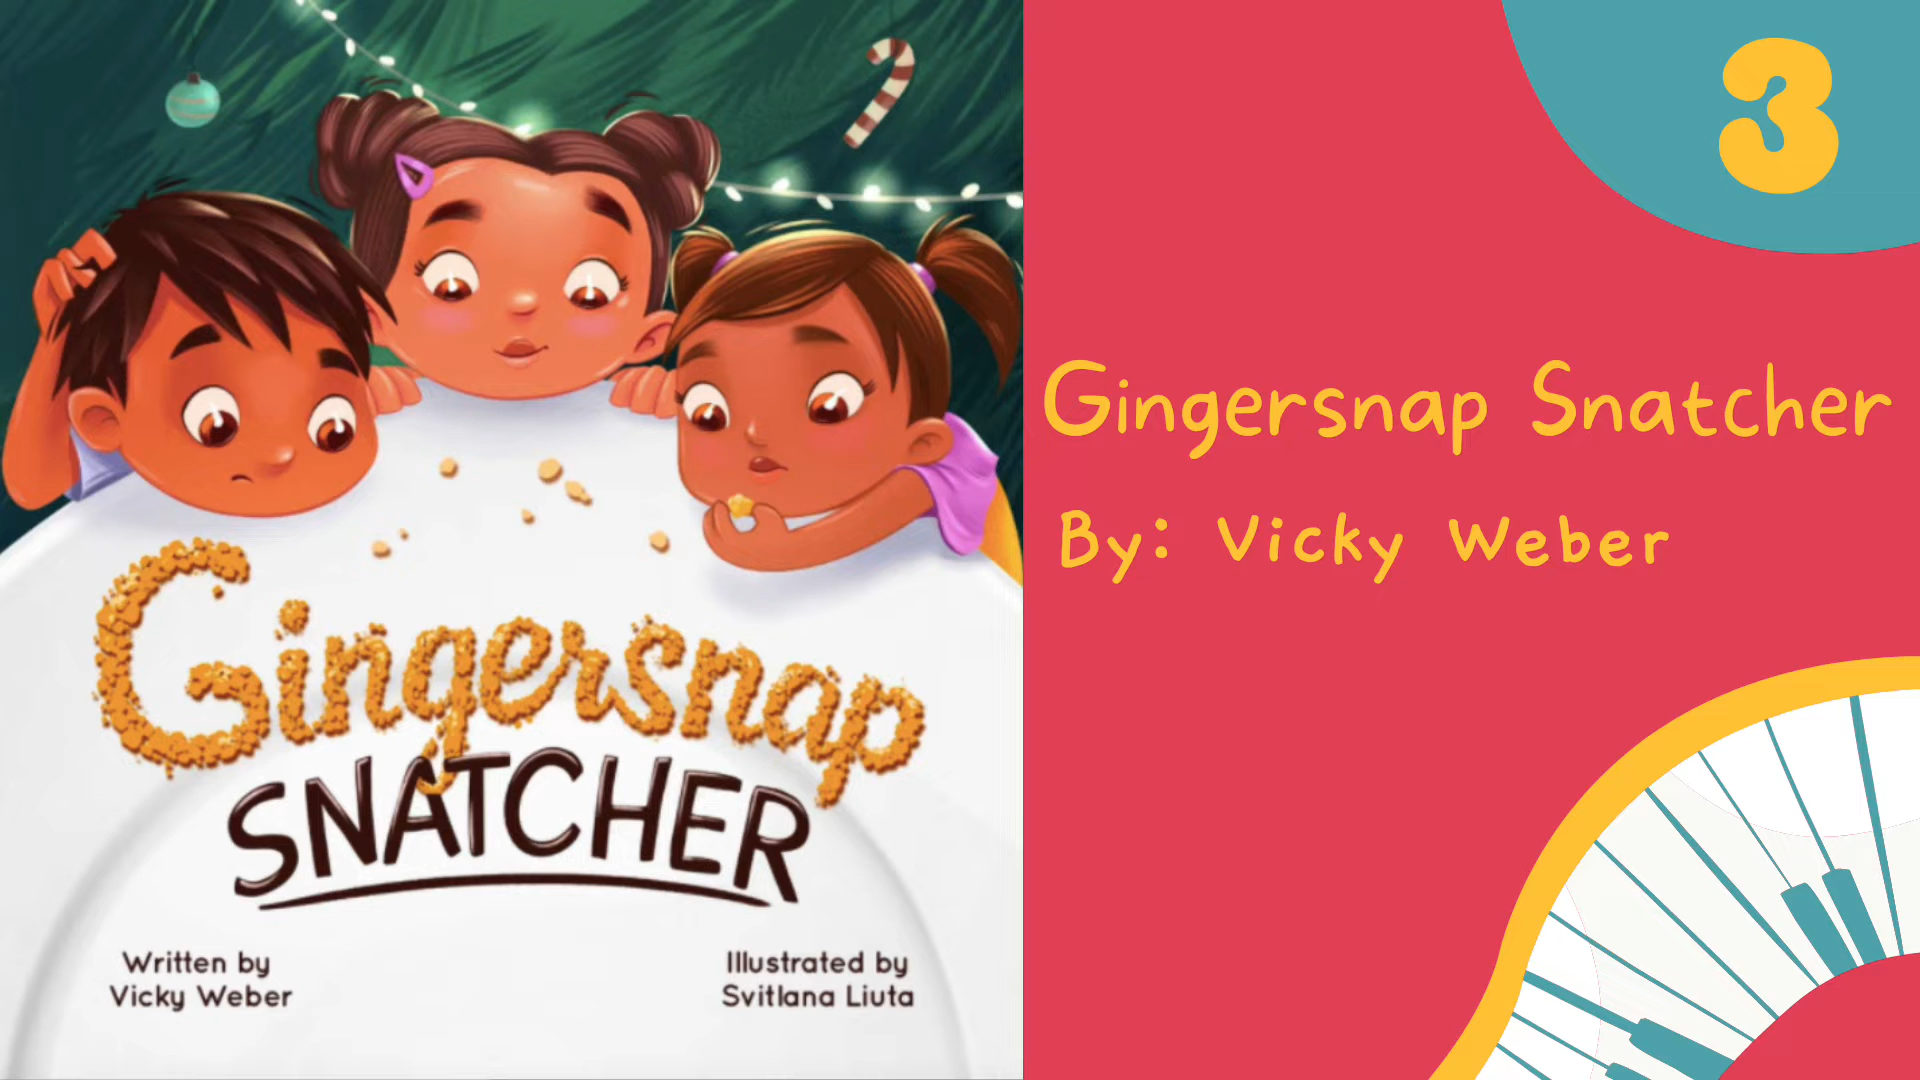 Gingersnap
SNATCHER
Written by
Vicky Weber
Illustrated by
Svitlana Liuta
3
Gingersnap Snatcher
By: Vicky Weber